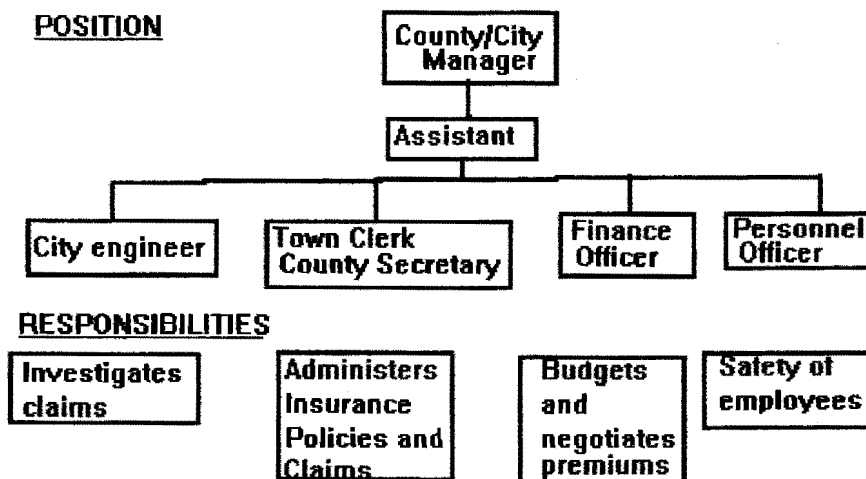 POSITION
County/City
Manager
Assistant
City engineer
Town Clerk
County Secretary
Finance
Officer
Personnel
Officer
RESPONSIBILITIES
Investigates
claims
Administers
Insurance
Policies and
Claims
Budgets
and
negotiates
premiums
Safety of
employees